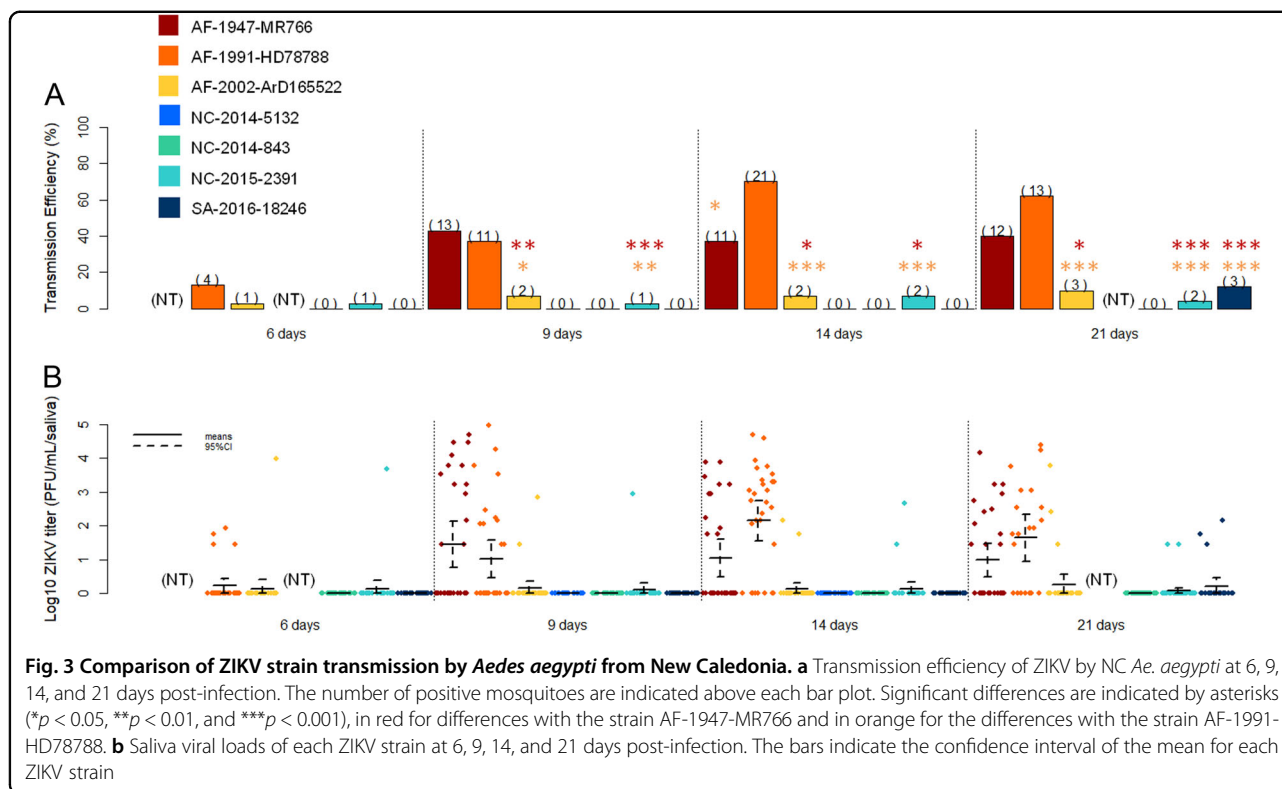 AF-1947-MR766
AF-1991-HD78788
AF-2002-ArD165522
NC-2014-5132
NC-2014-843
NC-2015-2391
SA-2016-18246
A
Transmission Efficiency (%)
100
80
60
40
20
0
(NT) (4) (1) (NT) (0) (1) (0)
(13) (11) ** * (2) (0) (0) *** ** (1) (0)
* (11) (21) * *** (2) (0) (0) * *** (2) (0)
(12) (13) * *** (3) (NT) (0) *** *** (2) *** *** (3)
6 days 9 days 14 days 21 days
B
Log10 ZIKV titer (PFU/mL/saliva)
5
4
3
2
1
0
means
95%CI
(NT) (NT) (NT)
6 days 9 days 14 days 21 days
Fig. 3 Comparison of ZIKV strain transmission by Aedes aegypti from New Caledonia. a Transmission efficiency of ZIKV by NC Ae. aegypti at 6, 9,
14, and 21 days post-infection. The number of positive mosquitoes are indicated above each bar plot. Significant differences are indicated by asterisks
(*p < 0.05, **p < 0.01, and ***p < 0.001), in red for differences with the strain AF-1947-MR766 and in orange for the differences with the strain AF-1991-
HD78788. b Saliva viral loads of each ZIKV strain at 6, 9, 14, and 21 days post-infection. The bars indicate the confidence interval of the mean for each
ZIKV strain